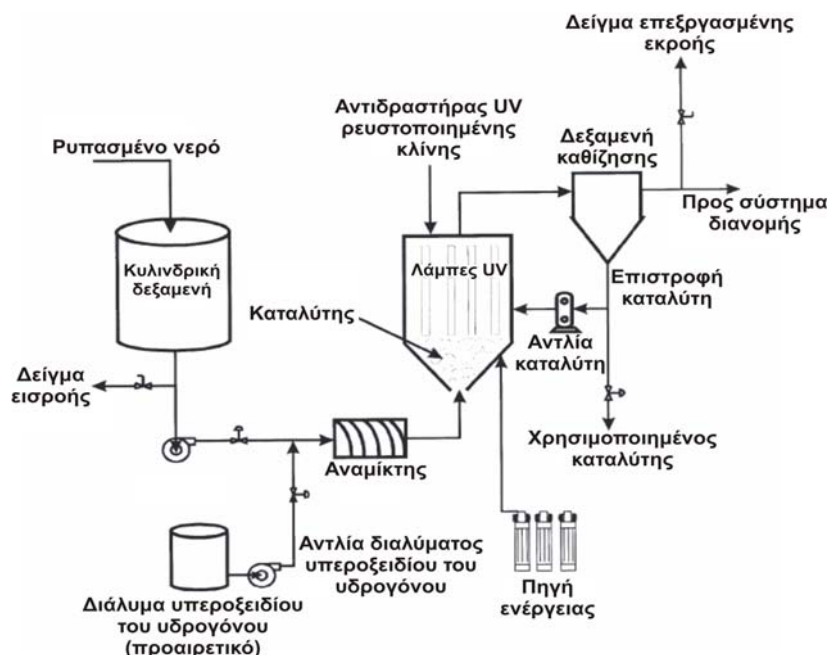 Δείγμα επεξργασμένης
εκροής
Αντιδραστήρας UV
ρευστοποιημένης
κλίνης
Δεξαμενή
καθίζησης
Ρυπασμένο νερό
Προς σύστημα
διανομής
Κυλινδρική
δεξαμενή
Λάμπες UV
Επιστροφή
καταλύτη
Καταλύτης
Αντλία
καταλύτη
Δείγμα
εισροής
Χρησιμοποιημένος
καταλύτης
Αναμίκτης
Αντλία διαλύματος
υπεροξειδίου του
υδρογόνου
Πηγή
ενέργειας
Διάλυμα υπεροξειδίου
του υδρογόνου
(προαιρετικό)